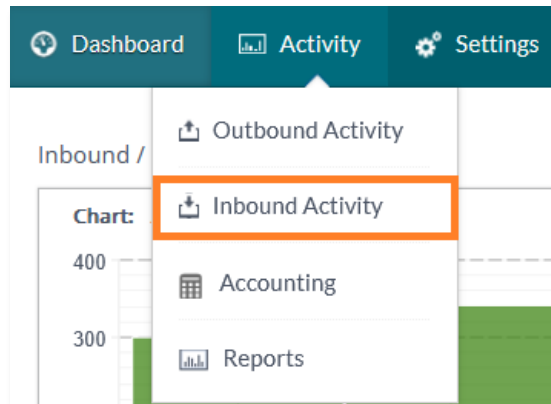 Dashboard Activity Settings
Outbound Activity
Inbound /
Inbound Activity
Chart:
400
Accounting
300
Reports